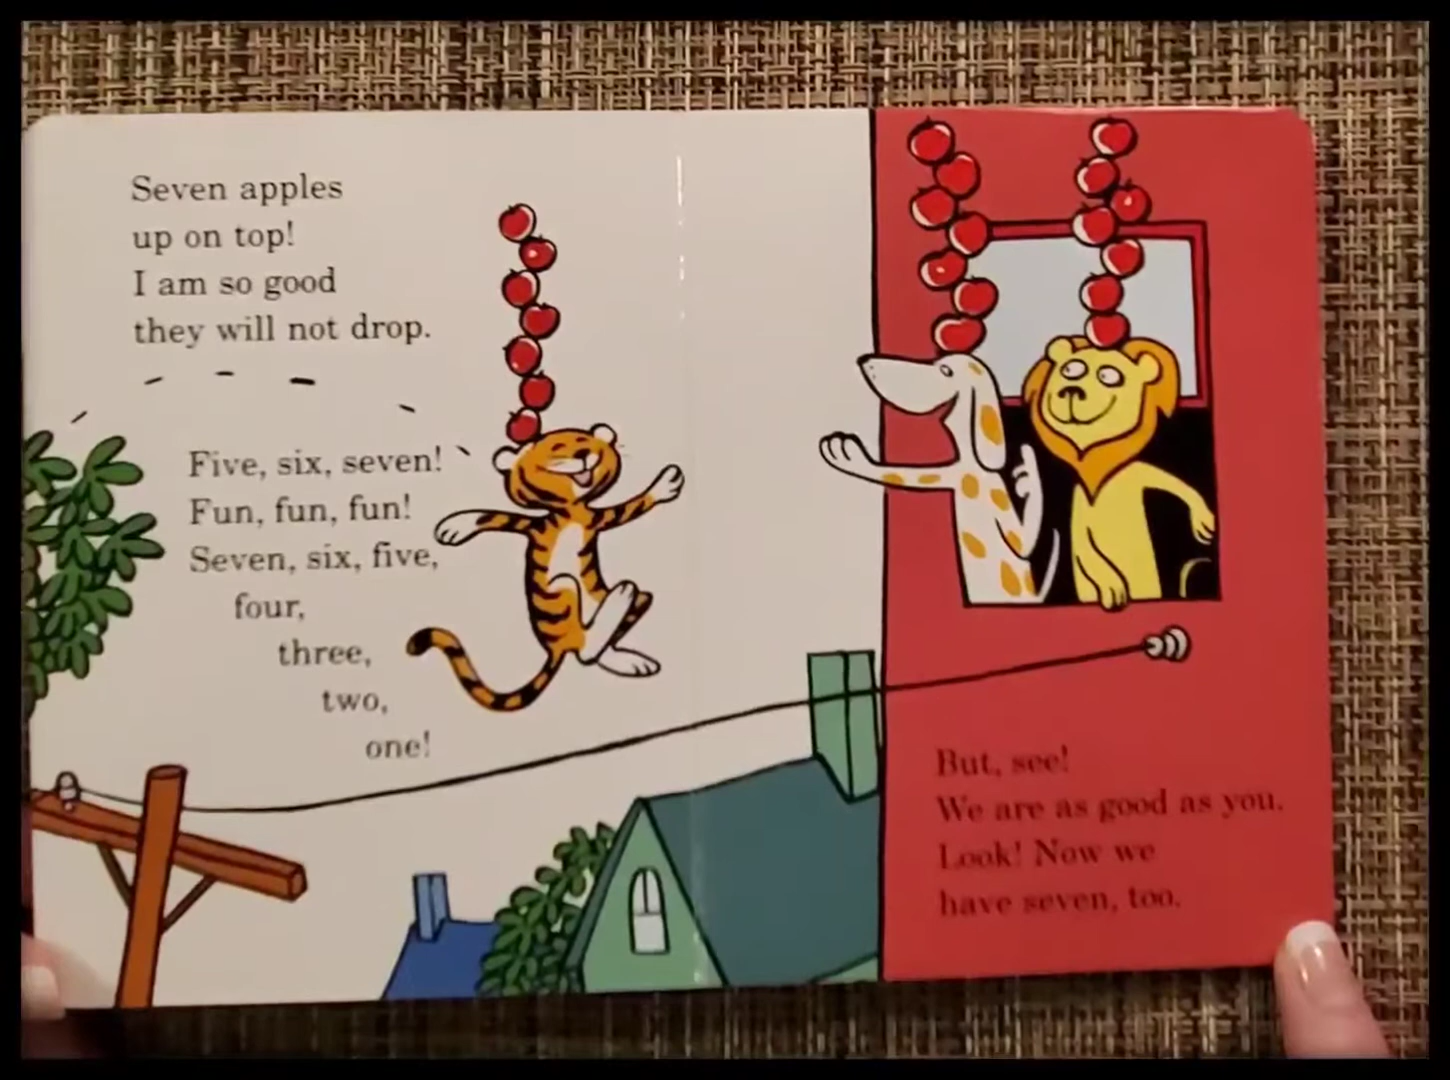 Seven apples
up on top!
I am so good
they will not drop.
Five, six, seven!
Fun, fun, fun!
Seven, six, five,
four,
three,
two,
one!
But, see!
We are as good as you.
Look! Now we
have seven, too.